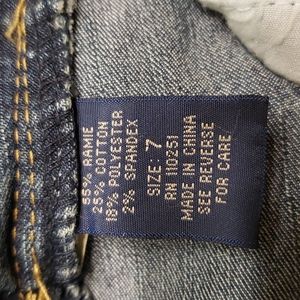 55% RAMIE
25% COTTON
18% POLYESTER
2% SPANDEX
SIZE: 7
RN 110251
MADE IN CHINA
SEE REVERSE
FOR CARE